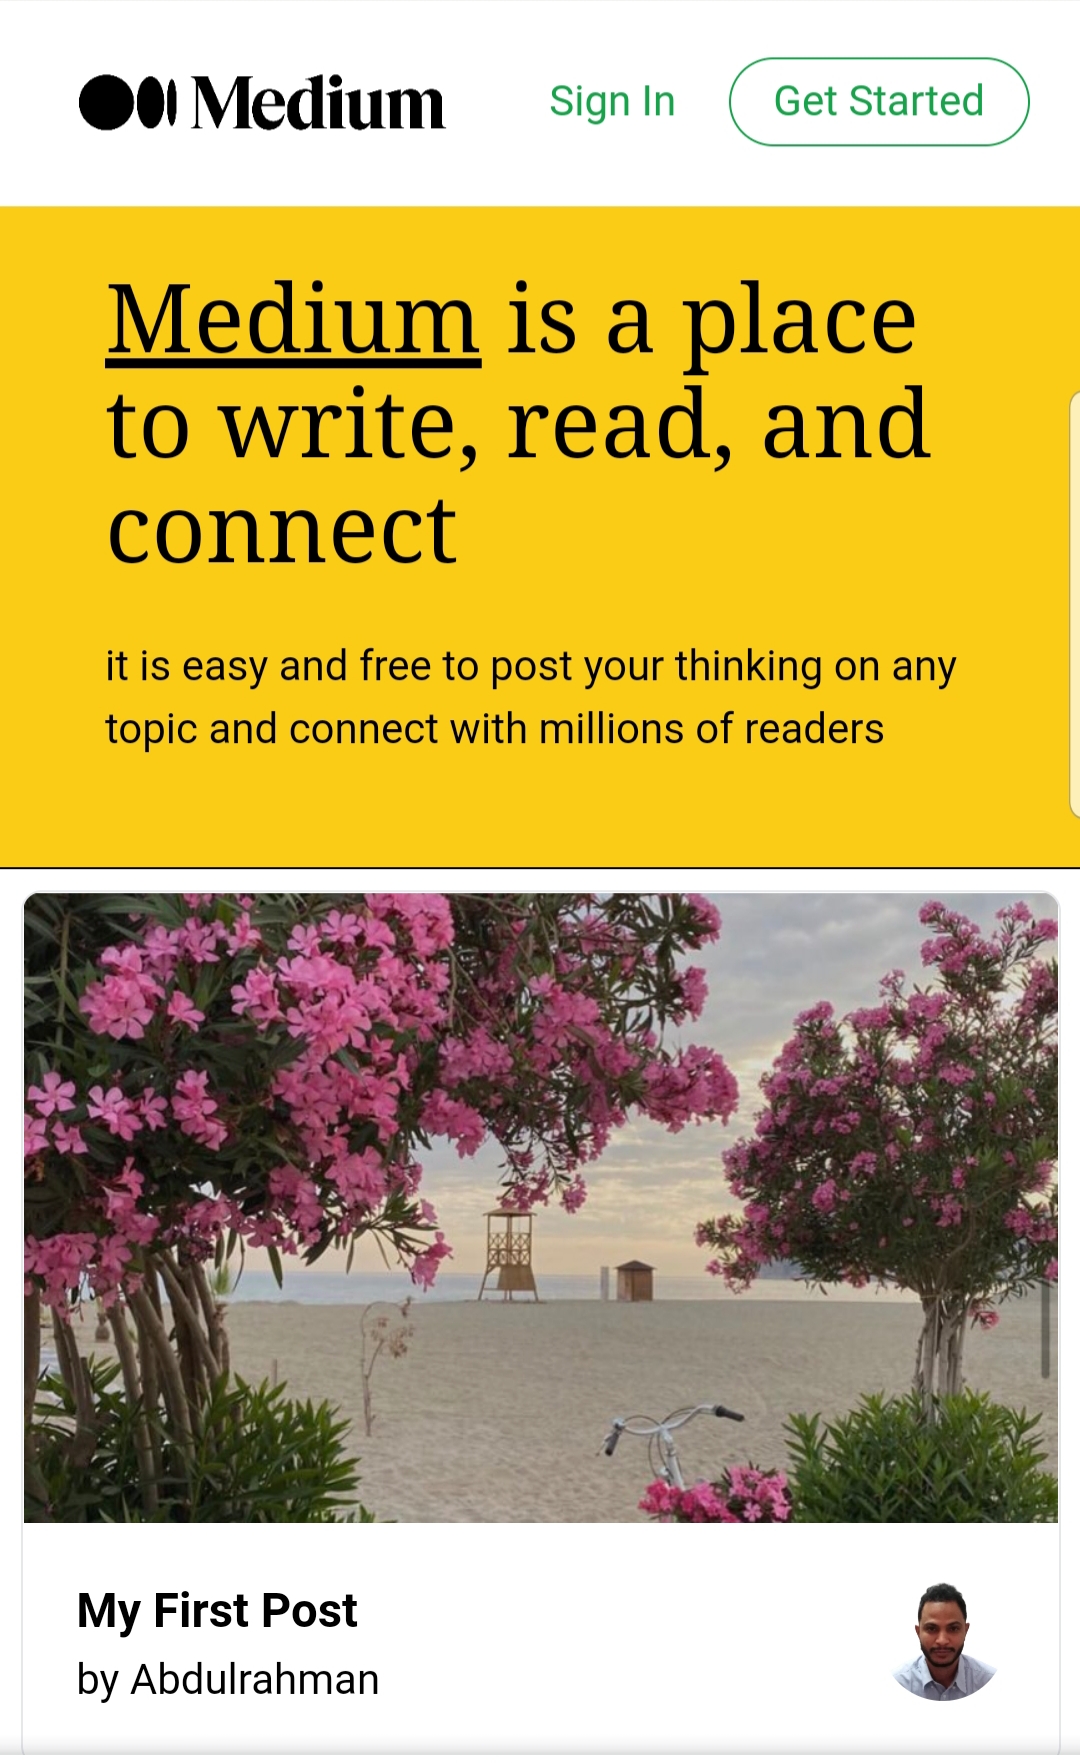 Medium
Sign In
Get Started
Medium is a place
to write, read, and
connect
it is easy and free to post your thinking on any
topic and connect with millions of readers
My First Post
by Abdulrahman